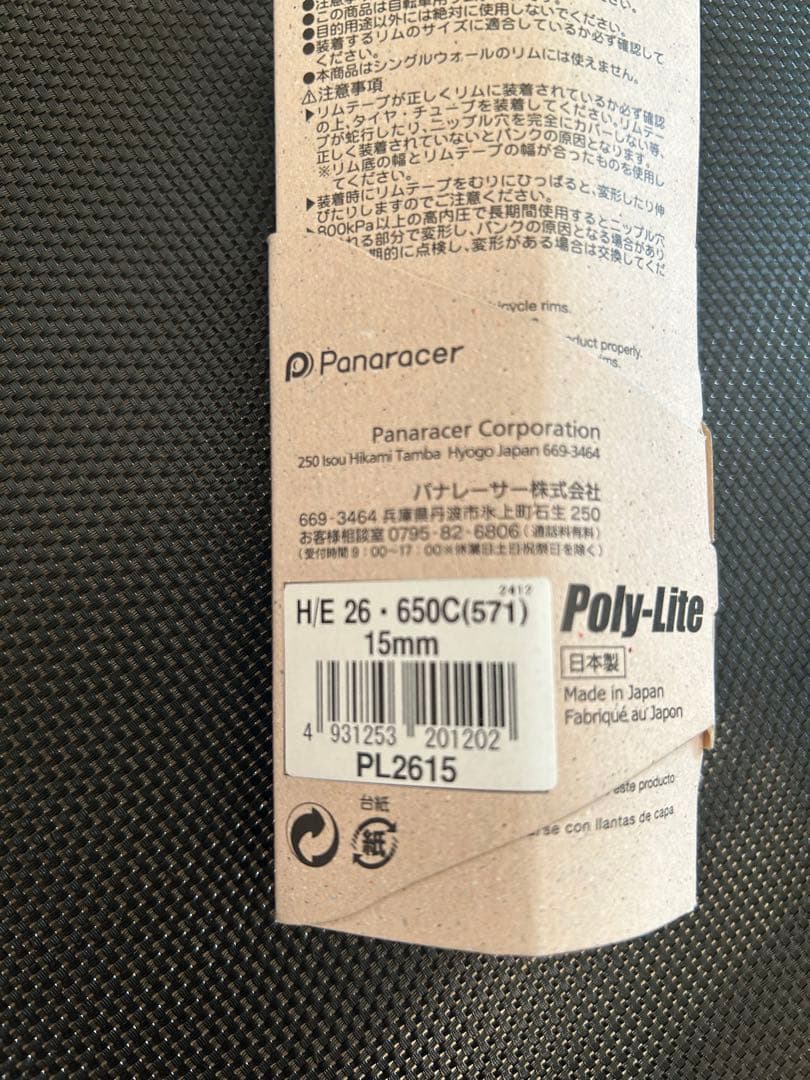 ●この商品は自転車用リム
●目的用途以外には絶対に使用しないでください。
●装着するリムのサイズに適合しているか必ず確認して
ください。
●本商品はシングルウォールのリムには使えません。
⚠注意事項
▶リムテープが正しくリムに装着されているか必ず確認
の上、タイヤ・チューブを装着してください。リムテー
プが蛇行したり、ニップル穴を完全にカバーしない等、
正しく装着されていないとパンクの原因となります。
※リム底の幅とリムテープの幅が合ったものを使用し
てください。
▶装着時にリムテープをむりにひっぱると、変形したり伸
びたりしますのでご注意ください。
▶800kPa以上の高内圧で長期間使用するとニップル穴
れる部分で変形し、パンクの原因となる場合があり
期的に点検し、変形がある場合は交換してくだ
rims.
product properly.
Panaracer
Panaracer Corporation
250 Isou Hikami Tamba Hyogo Japan 669-3464
パナレーサー株式会社
669-3464 兵庫県丹波市氷上町石生 250
お客様相談室 0795-82-6806（通話料有料）
（受付時間 9：00〜17：00※休業日土日祝祭日を除く）
2412
H/E 26・650C(571)
15mm
4 931253 201202
PL2615
Poly-Lite
日本製
Made in Japan
Fabriqué au Japon
este producto
se con llantas de capa
台紙
紙